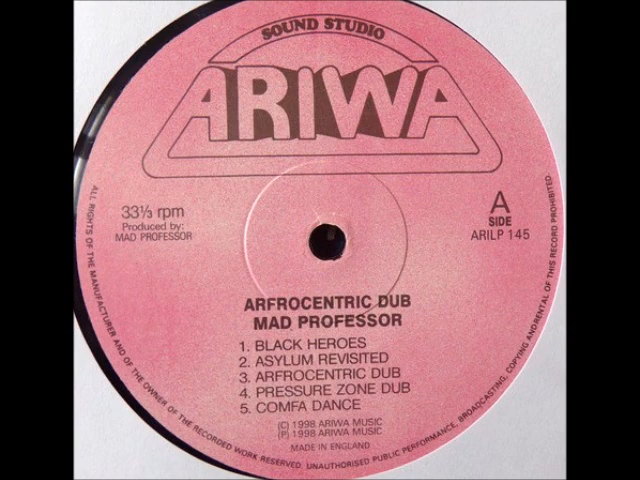 SOUND STUDIO
ARIWA
33⅓ rpm
Produced by:
MAD PROFESSOR
A
SIDE
ARILP 145
ARFROCENTRIC DUB
MAD PROFESSOR
1. BLACK HEROES
2. ASYLUM REVISITED
3. ARFROCENTRIC DUB
4. PRESSURE ZONE DUB
5. COMFA DANCE
(C) 1998 ARIWA MUSIC
(P) 1998 ARIWA MUSIC
MADE IN ENGLAND
ALL RIGHTS OF THE MANUFACTURER AND OF THE OWNER OF THE RECORDED WORK RESERVED. UNAUTHORISED PUBLIC PERFORMANCE, BROADCASTING, COPYING ANDRENTAL OF THIS RECORD PROHIBITED